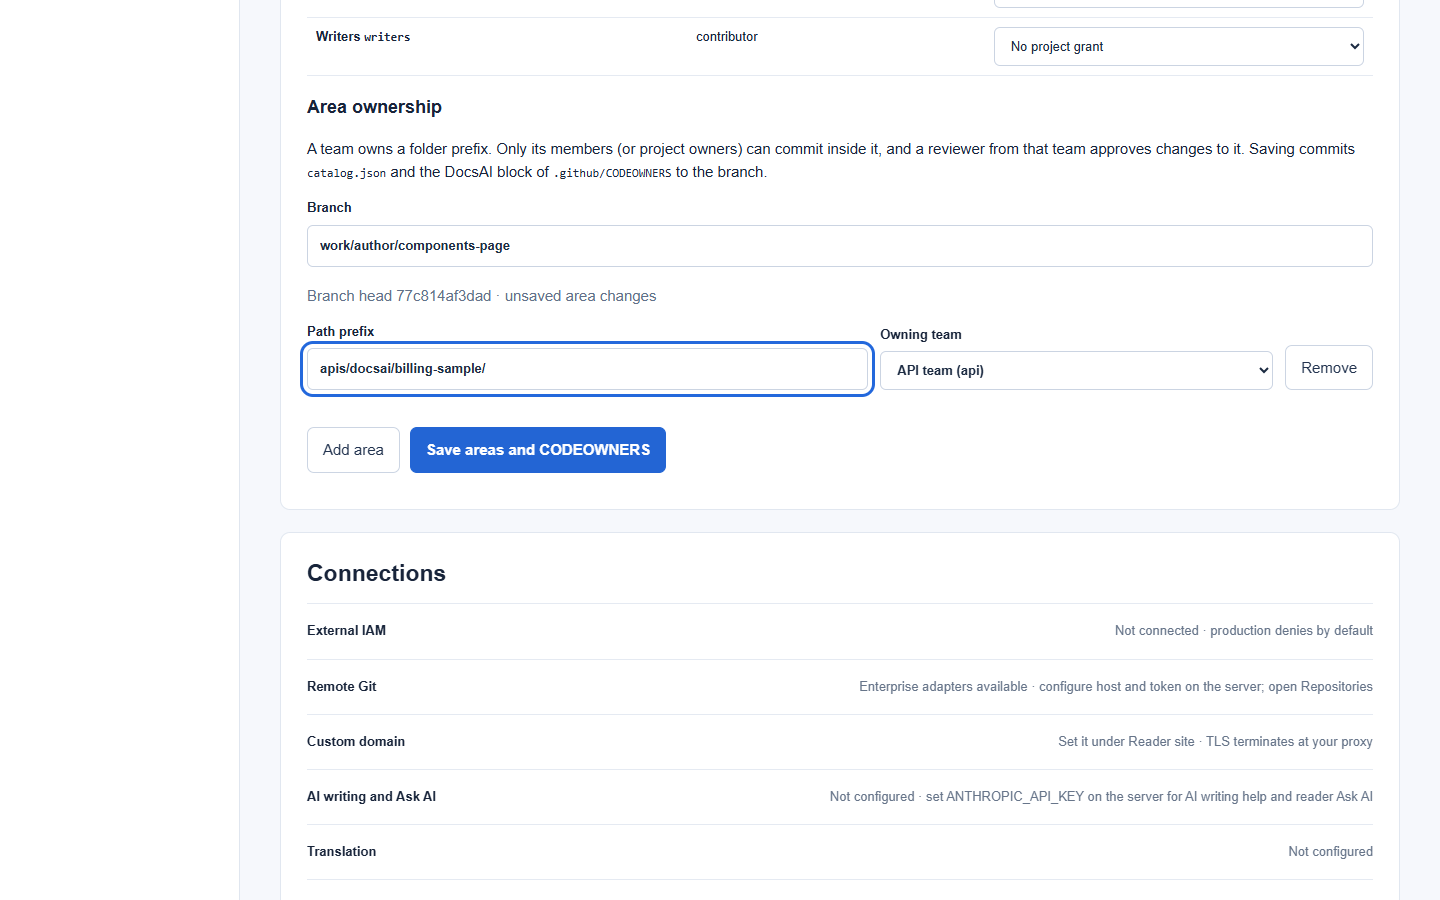 Writers writers
contributor
No project grant
Area ownership
A team owns a folder prefix. Only its members (or project owners) can commit inside it, and a reviewer from that team approves changes to it. Saving commits
catalog.json and the DocsAI block of .github/CODEOWNERS to the branch.
Branch
work/author/components-page
Branch head 77c814af3dad · unsaved area changes
Path prefix
Owning team
apis/docsai/billing-sample/
API team (api)
Remove
Add area
Save areas and CODEOWNERS
Connections
External IAM
Not connected · production denies by default
Remote Git
Enterprise adapters available · configure host and token on the server; open Repositories
Custom domain
Set it under Reader site · TLS terminates at your proxy
AI writing and Ask AI
Not configured · set ANTHROPIC_API_KEY on the server for AI writing help and reader Ask AI
Translation
Not configured